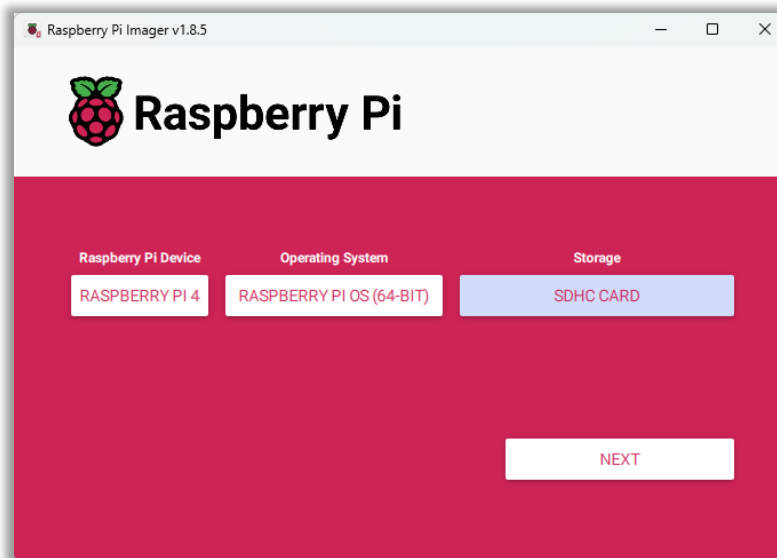 Raspberry Pi Imager v1.8.5
Raspberry Pi
Raspberry Pi Device
Operating System
Storage
RASPBERRY PI 4
RASPBERRY PI OS (64-BIT)
SDHC CARD
NEXT